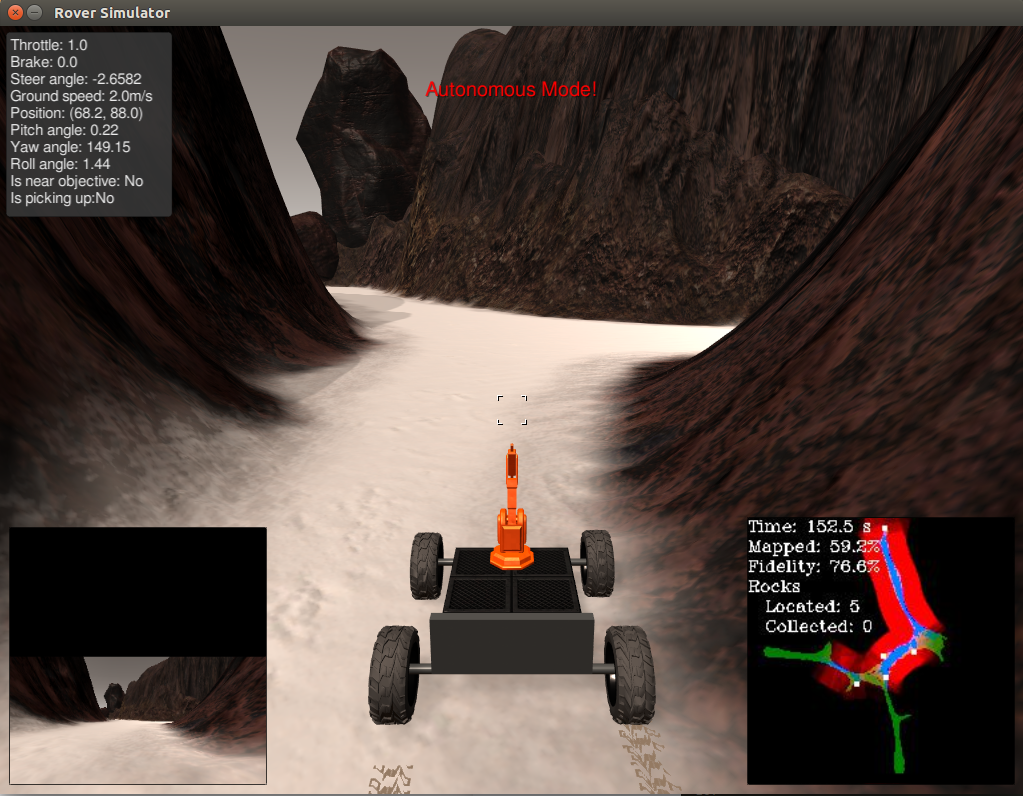 Rover Simulator
Throttle: 1.0
Brake: 0.0
Steer angle: -2.6582
Ground speed: 2.0m/s
Position: (68.2, 88.0)
Pitch angle: 0.22
Yaw angle: 149.15
Roll angle: 1.44
Is near objective: No
Is picking up:No
Autonomous Mode!
Time: 152.5 s
Mapped: 59.2%
Fidelity: 76.6%
Rocks
Located: 5
Collected: 0